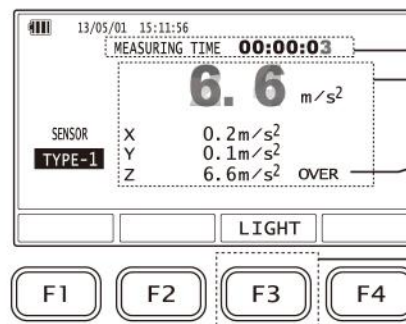 13/05/01 15:11:56
MEASURING TIME 00:00:03
6.6 m/s²
SENSOR
TYPE-1
X 0.2m/s²
Y 0.1m/s²
Z 6.6m/s² OVER
LIGHT
F1 F2 F3 F4